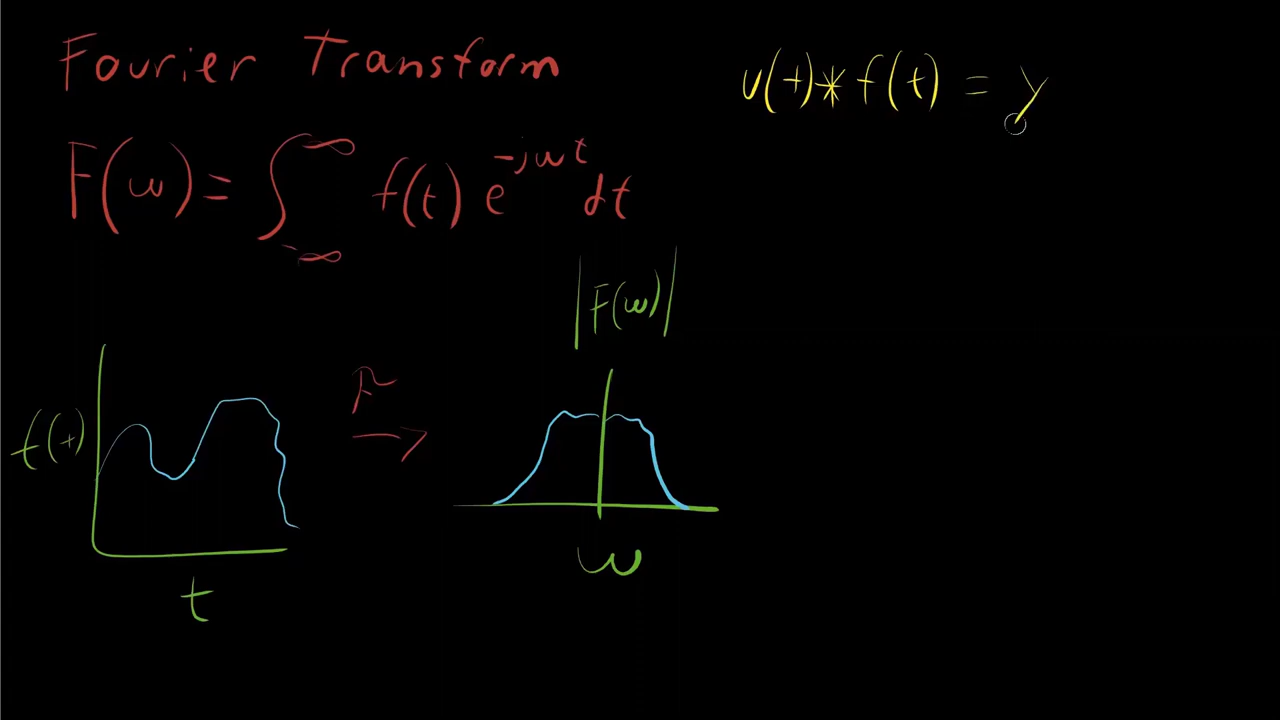 Fourier Transform
u(t)*f(t) = y
F(ω) = ∫_{-∞}^{∞} f(t) e^{-jωt} dt
|F(ω)|
F
f(t)
→
t
ω